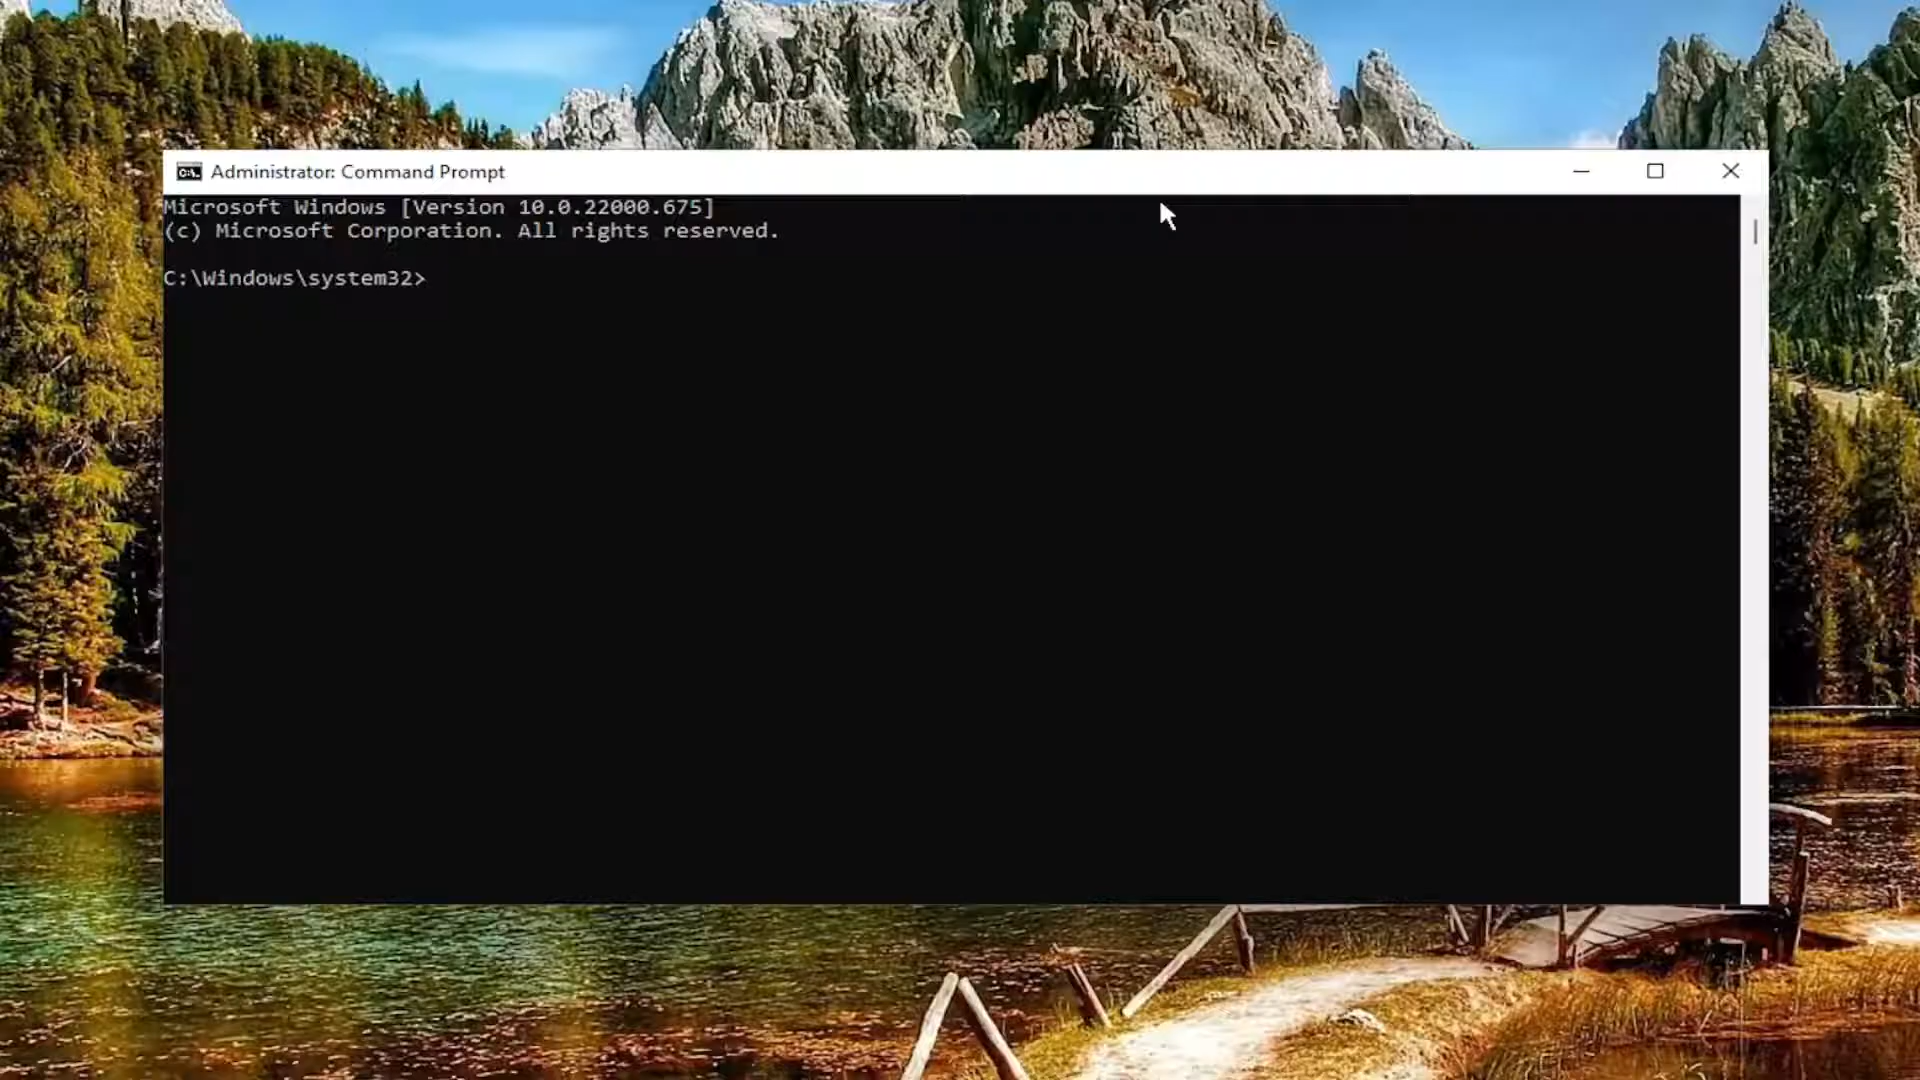 Administrator: Command Prompt
Microsoft Windows [Version 10.0.22000.675]
(c) Microsoft Corporation. All rights reserved.
C:\Windows\system32>